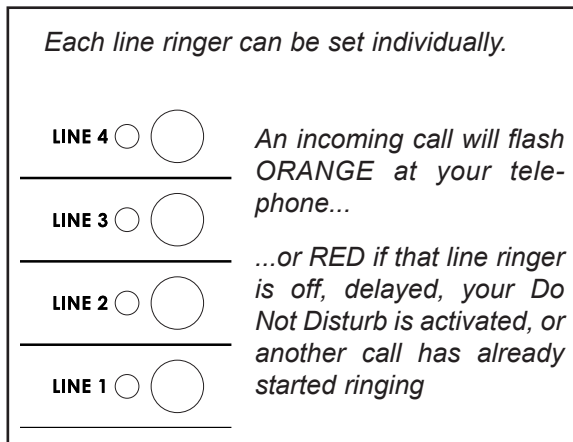 Each line ringer can be set individually.
LINE 4
LINE 3
LINE 2
LINE 1
An incoming call will flash
ORANGE at your tele-
phone...
...or RED if that line ringer
is off, delayed, your Do
Not Disturb is activated, or
another call has already
started ringing